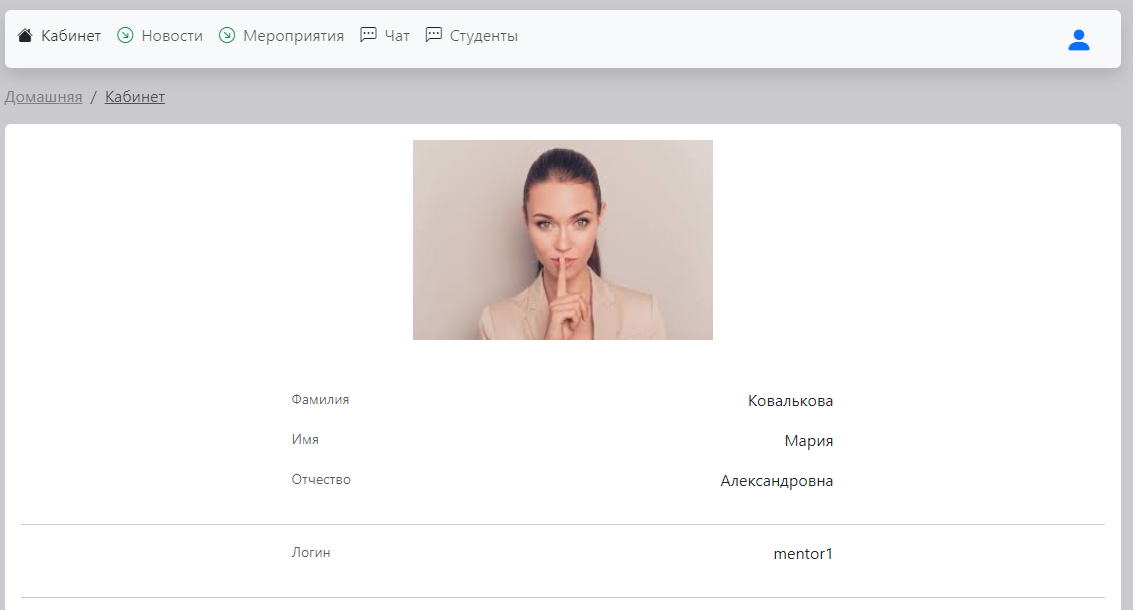 Кабинет Новости Мероприятия Чат Студенты
Домашняя / Кабинет
Фамилия Ковалькова
Имя Мария
Отчество Александровна
Логин mentor1